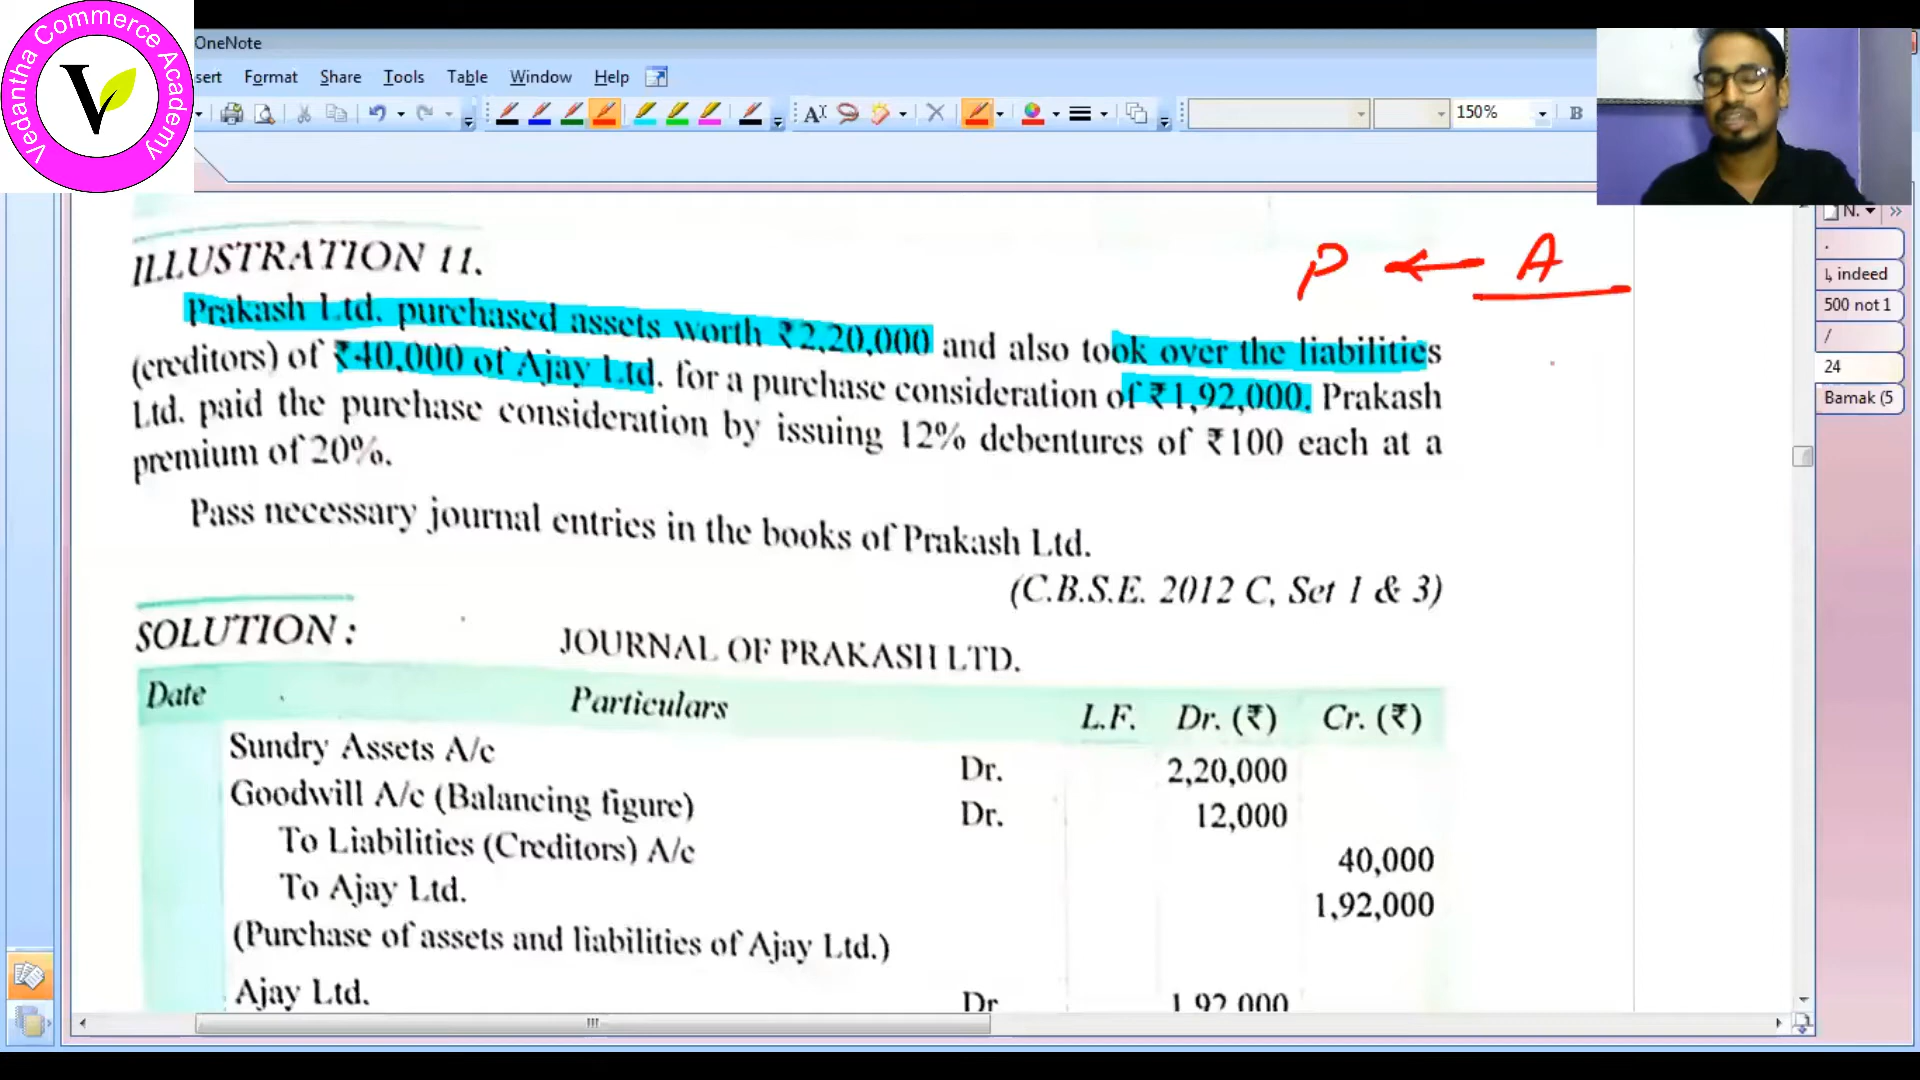 Vedantha Commerce Academy
V
OneNote
sert Format Share Tools Table Window Help
150% B
N.
.
indeed
500 not 1
/
24
Bamak (5
P ← A
ILLUSTRATION 11.
Prakash Ltd. purchased assets worth ₹2,20,000 and also took over the liabilities
(creditors) of ₹40,000 of Ajay Ltd. for a purchase consideration of ₹1,92,000. Prakash
Ltd. paid the purchase consideration by issuing 12% debentures of ₹100 each at a
premium of 20%.
Pass necessary journal entries in the books of Prakash Ltd.
(C.B.S.E. 2012 C, Set 1 & 3)
SOLUTION :
JOURNAL OF PRAKASH LTD.
Date Particulars L.F. Dr. (₹) Cr. (₹)
Sundry Assets A/c Dr. 2,20,000
Goodwill A/c (Balancing figure) Dr. 12,000
To Liabilities (Creditors) A/c 40,000
To Ajay Ltd. 1,92,000
(Purchase of assets and liabilities of Ajay Ltd.)
Ajay Ltd. Dr 1,92,000